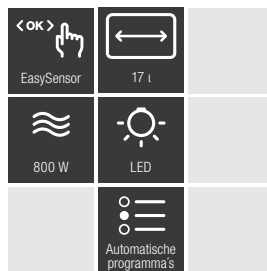 < OK >
EasySensor
17 l
800 W
LED
Automatische
programma's